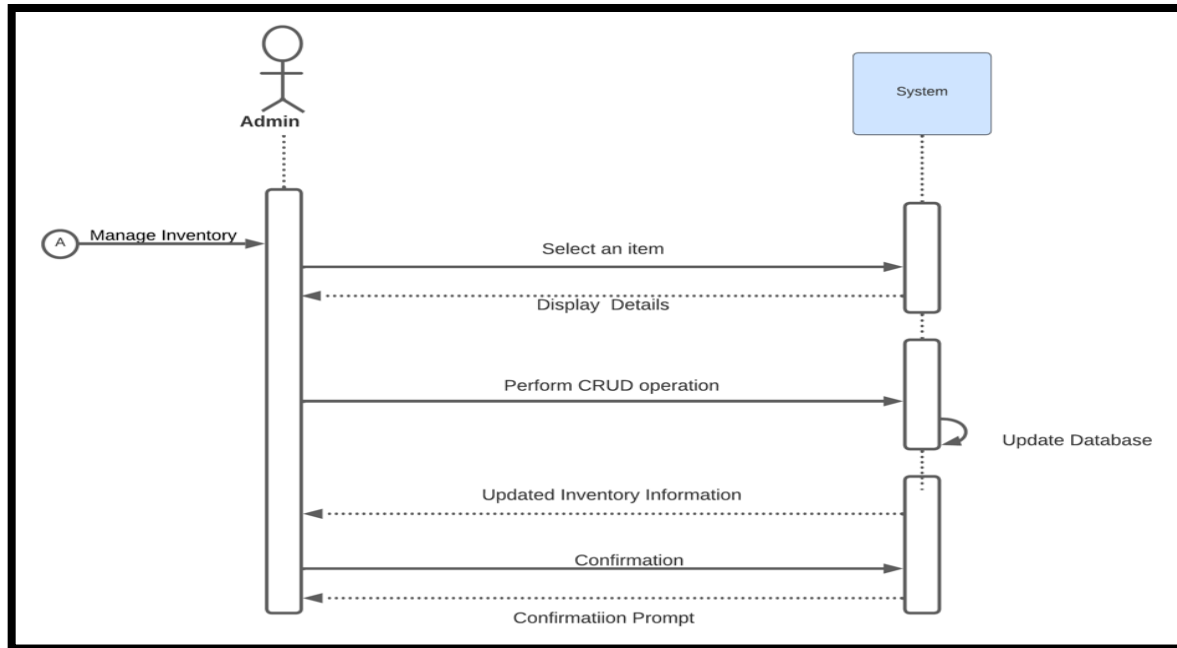 Admin
System
A
Manage Inventory
Select an item
Display Details
Perform CRUD operation
Update Database
Updated Inventory Information
Confirmation
Confirmatiion Prompt